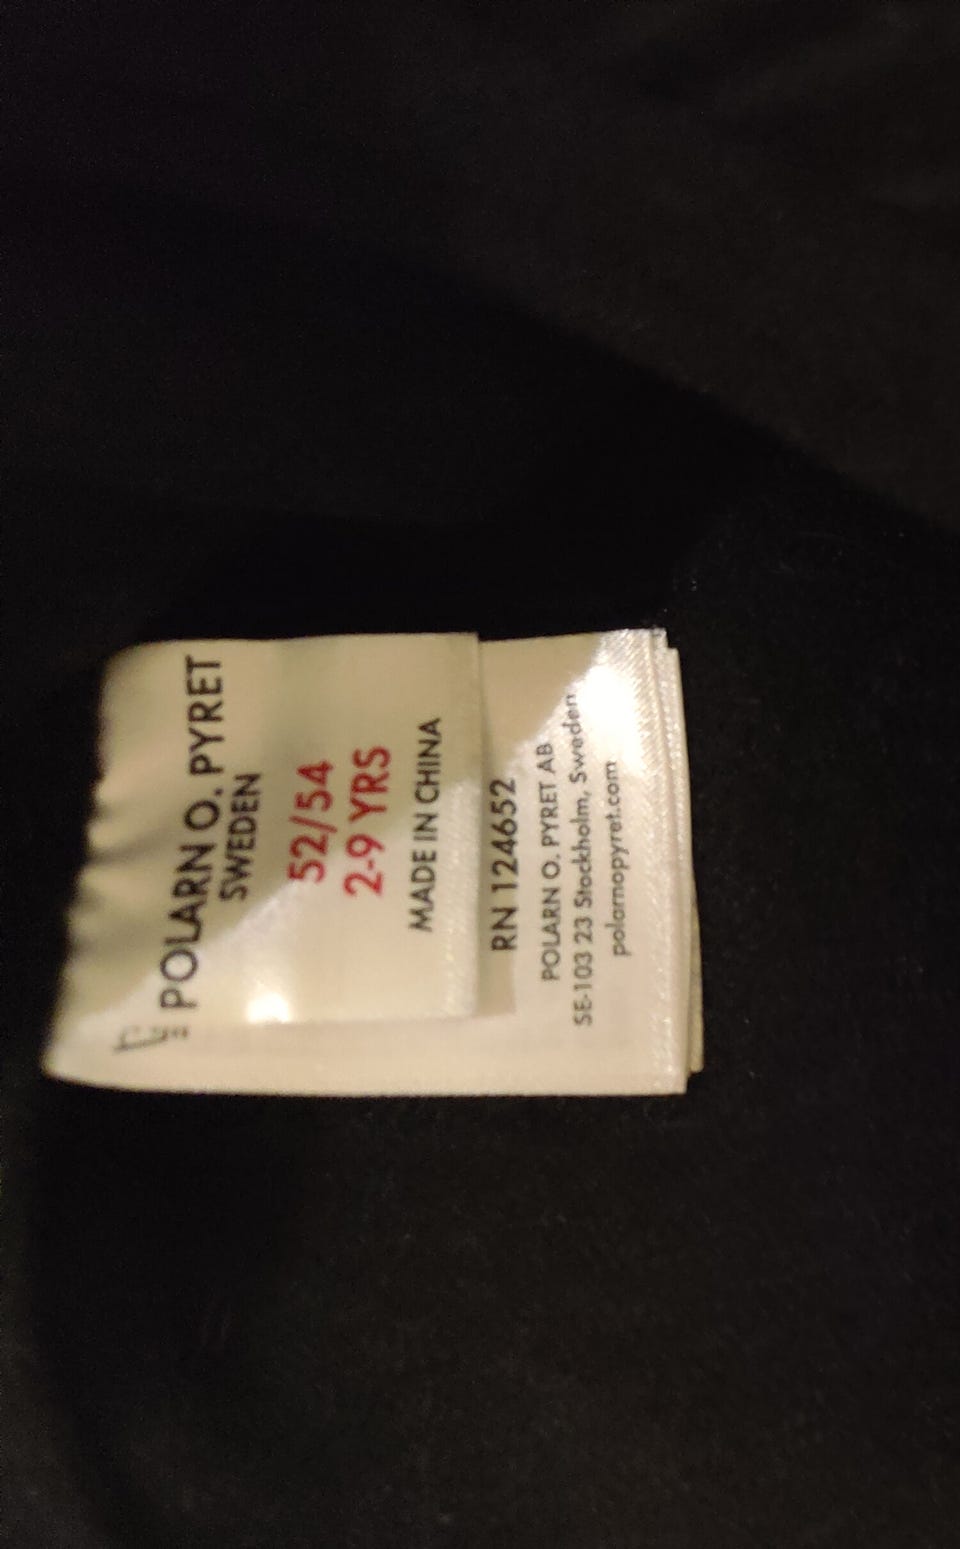 POLARN O. PYRET
SWEDEN
52/54
2-9 YRS
MADE IN CHINA
RN 124652
POLARN O. PYRET AB
SE-103 23 Stockholm, Sweden
polarnopyret.com